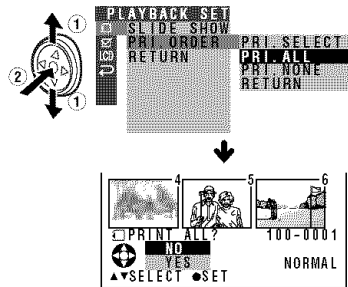 PLAYBACK SET
SLIDE SHOW
PRI ORDER PRI SELECT
LCD RETURN PRI.ALL
PRI NONE
RETURN
1
2
1
4 5 6
PRINT ALL? 100-0001
NO
YES NORMAL
▲▼SELECT ●SET